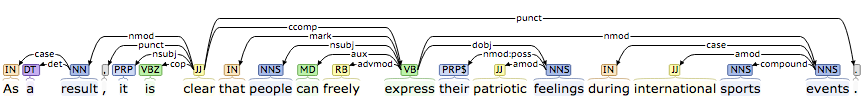 punct
ccomp
nmod mark nmod
punct nsubj case
case nsubj aux dobj nmod:poss amod
det cop advmod amod compound
IN DT NN , PRP VBZ JJ IN NNS MD RB VB PRP$ JJ NNS IN JJ NNS NNS .
As a result , it is clear that people can freely express their patriotic feelings during international sports events .